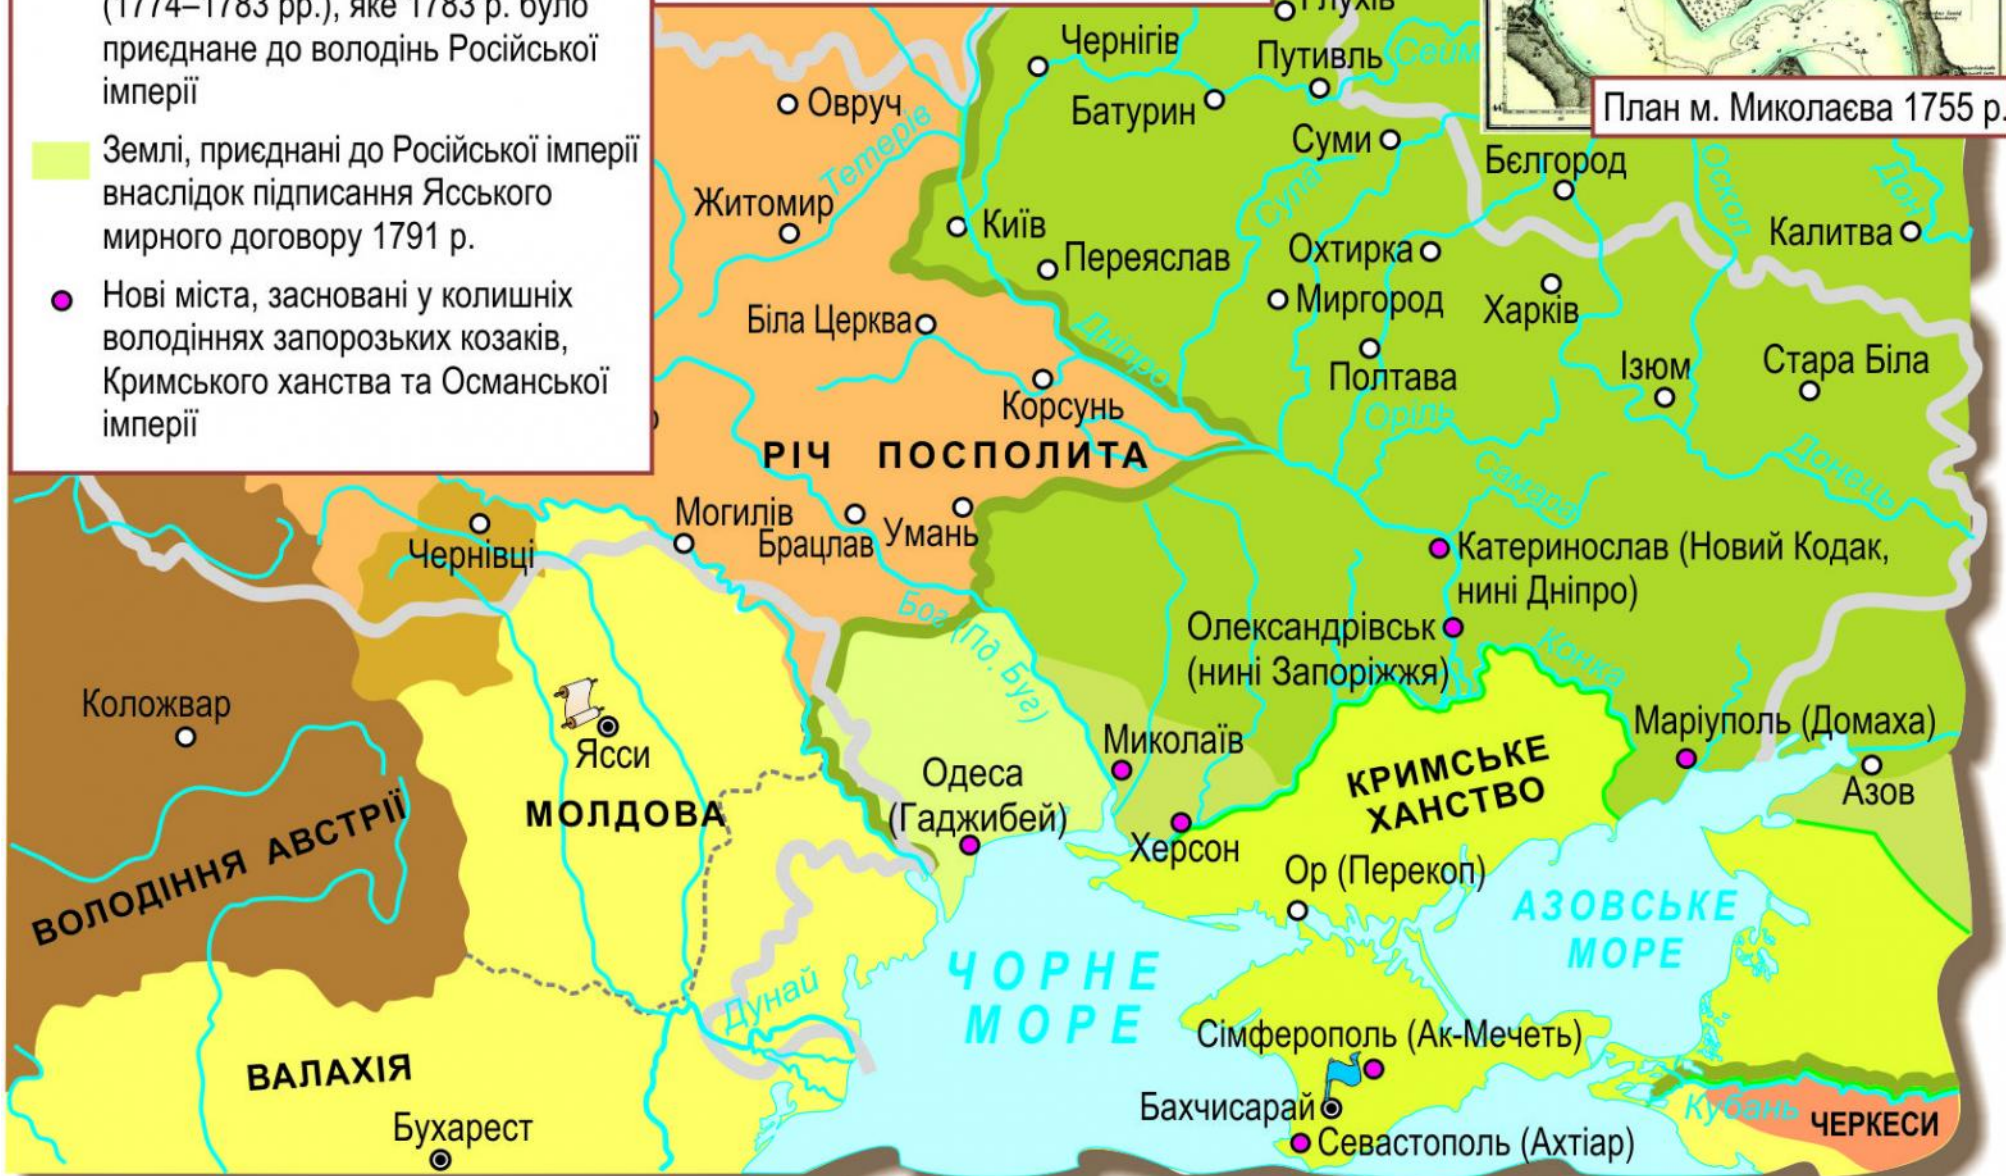 (1774–1783 рр.), яке 1783 р. було
приєднане до володінь Російської
імперії
Землі, приєднані до Російської імперії
внаслідок підписання Ясського
мирного договору 1791 р.
Нові міста, засновані у колишніх
володіннях запорозьких козаків,
Кримського ханства та Османської
імперії
План м. Миколаєва 1755 р.
Глухів
Чернігів
Путивль
Сейм
Овруч
Батурин
Суми
Бєлгород
Оскол
Дон
Тетерів
Житомир
Київ
Сула
Калитва
Переяслав
Охтирка
Миргород
Харків
Біла Церква
Дніпро
Полтава
Ізюм
Стара Біла
Корсунь
Оріль
РІЧ ПОСПОЛИТА
Самара
Донець
Могилів
Брацлав
Умань
Чернівці
Катеринослав (Новий Кодак,
нині Дніпро)
Бог (Пд. Буг)
Олександрівськ
(нині Запоріжжя)
Конка
Коложвар
Ясси
Миколаїв
Маріуполь (Домаха)
Одеса
(Гаджибей)
КРИМСЬКЕ
ХАНСТВО
Азов
МОЛДОВА
Херсон
ВОЛОДІННЯ АВСТРІЇ
Ор (Перекоп)
АЗОВСЬКЕ
МОРЕ
ЧОРНЕ
МОРЕ
Дунай
Сімферополь (Ак-Мечеть)
ВАЛАХІЯ
Бахчисарай
Кубань
ЧЕРКЕСИ
Бухарест
Севастополь (Ахтіар)